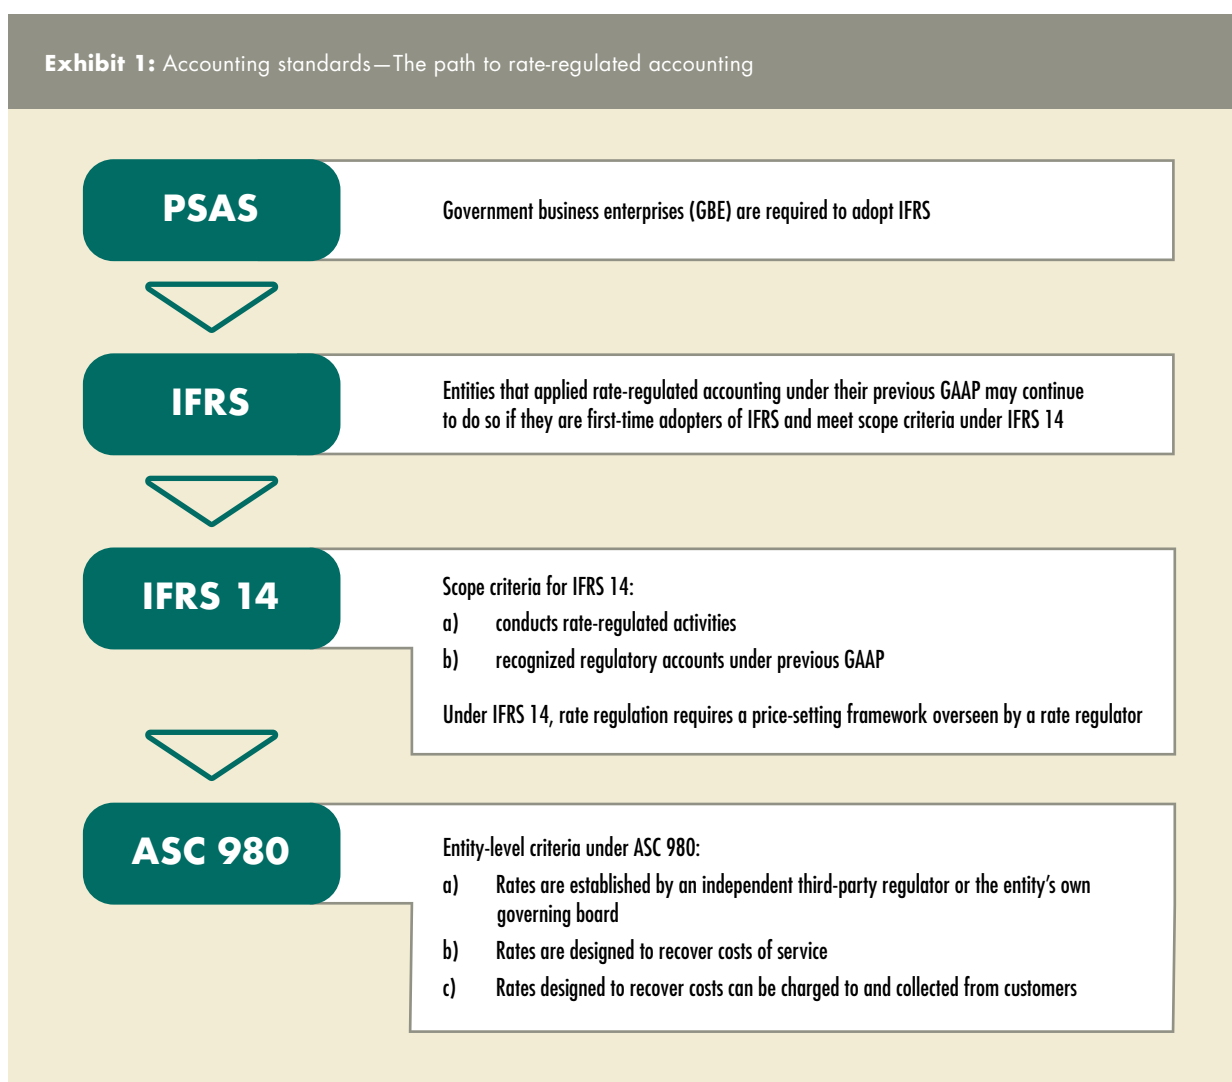 Exhibit 1: Accounting standards—The path to rate-regulated accounting
PSAS
Government business enterprises (GBE) are required to adopt IFRS
IFRS
Entities that applied rate-regulated accounting under their previous GAAP may continue
to do so if they are first-time adopters of IFRS and meet scope criteria under IFRS 14
IFRS 14
Scope criteria for IFRS 14:
a) conducts rate-regulated activities
b) recognized regulatory accounts under previous GAAP
Under IFRS 14, rate regulation requires a price-setting framework overseen by a rate regulator
ASC 980
Entity-level criteria under ASC 980:
a) Rates are established by an independent third-party regulator or the entity’s own
governing board
b) Rates are designed to recover costs of service
c) Rates designed to recover costs can be charged to and collected from customers